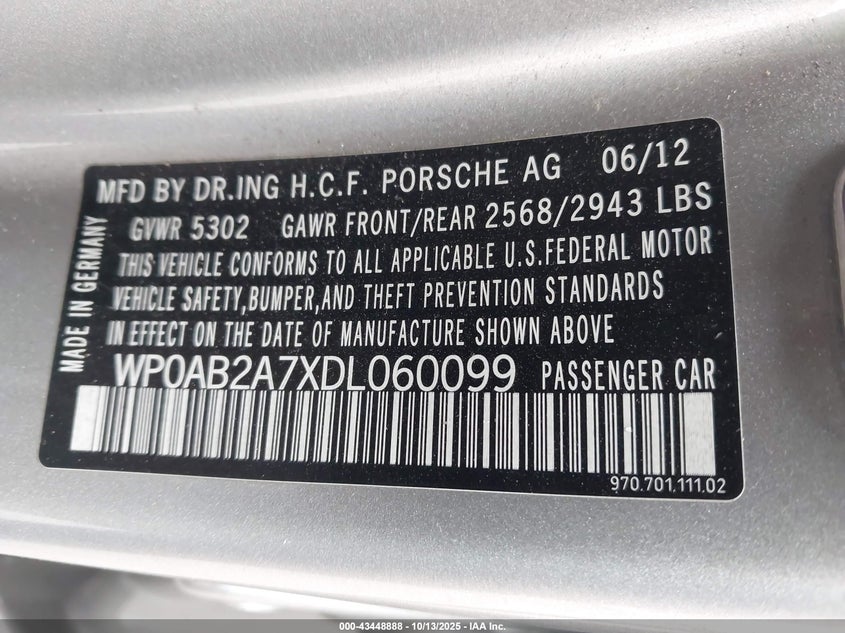 MFD BY DR.ING H.C.F. PORSCHE AG 06/12
GVWR 5302 GAWR FRONT/REAR 2568/2943 LBS
THIS VEHICLE CONFORMS TO ALL APPLICABLE U.S.FEDERAL MOTOR
VEHICLE SAFETY,BUMPER,AND THEFT PREVENTION STANDARDS
IN EFFECT ON THE DATE OF MANUFACTURE SHOWN ABOVE
WP0AB2A7XDL060099 PASSENGER CAR
MADE IN GERMANY
970.701.111.02
000-43448888 - 10/13/2025 - IAA Inc.